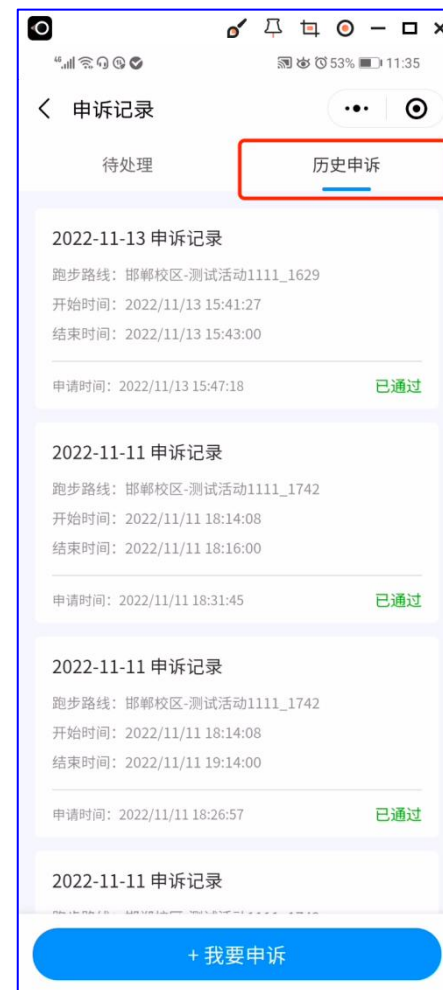 46 53% 11:35
申诉记录
待处理 历史申诉
2022-11-13 申诉记录
跑步路线：邯郸校区-测试活动1111_1629
开始时间：2022/11/13 15:41:27
结束时间：2022/11/13 15:43:00
申请时间：2022/11/13 15:47:18 已通过
2022-11-11 申诉记录
跑步路线：邯郸校区-测试活动1111_1742
开始时间：2022/11/11 18:14:08
结束时间：2022/11/11 18:16:00
申请时间：2022/11/11 18:31:45 已通过
2022-11-11 申诉记录
跑步路线：邯郸校区-测试活动1111_1742
开始时间：2022/11/11 18:14:08
结束时间：2022/11/11 19:14:00
申请时间：2022/11/11 18:26:57 已通过
2022-11-11 申诉记录
+ 我要申诉